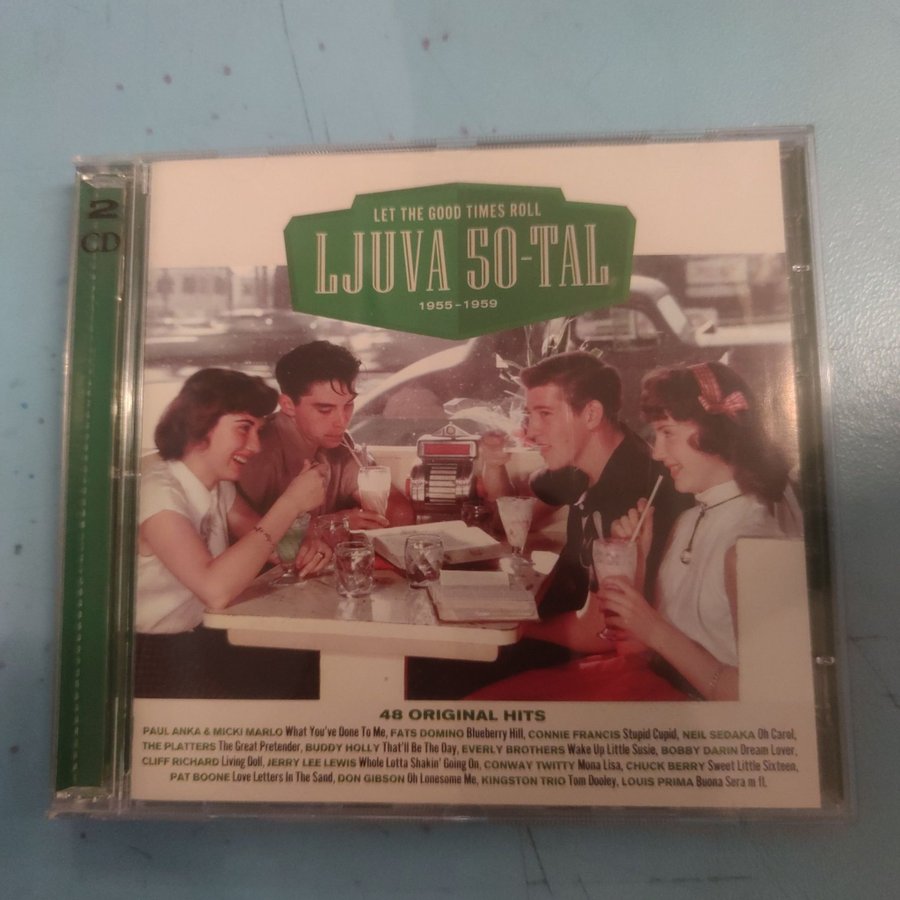 2
CD
LET THE GOOD TIMES ROLL
LJUVA 50-TAL
1955-1959
48 ORIGINAL HITS
PAUL ANKA & MICKI MARLO What You've Done To Me, FATS DOMINO Blueberry Hill, CONNIE FRANCIS Stupid Cupid, NEIL SEDAKA Oh Carol,
THE PLATTERS The Great Pretender, BUDDY HOLLY That'll Be The Day, EVERLY BROTHERS Wake Up Little Susie, BOBBY DARIN Dream Lover,
CLIFF RICHARD Living Doll, JERRY LEE LEWIS Whole Lotta Shakin' Going On, CONWAY TWITTY Mona Lisa, CHUCK BERRY Sweet Little Sixteen,
PAT BOONE Love Letters In The Sand, DON GIBSON Oh Lonesome Me, KINGSTON TRIO Tom Dooley, LOUIS PRIMA Buona Sera m fl.